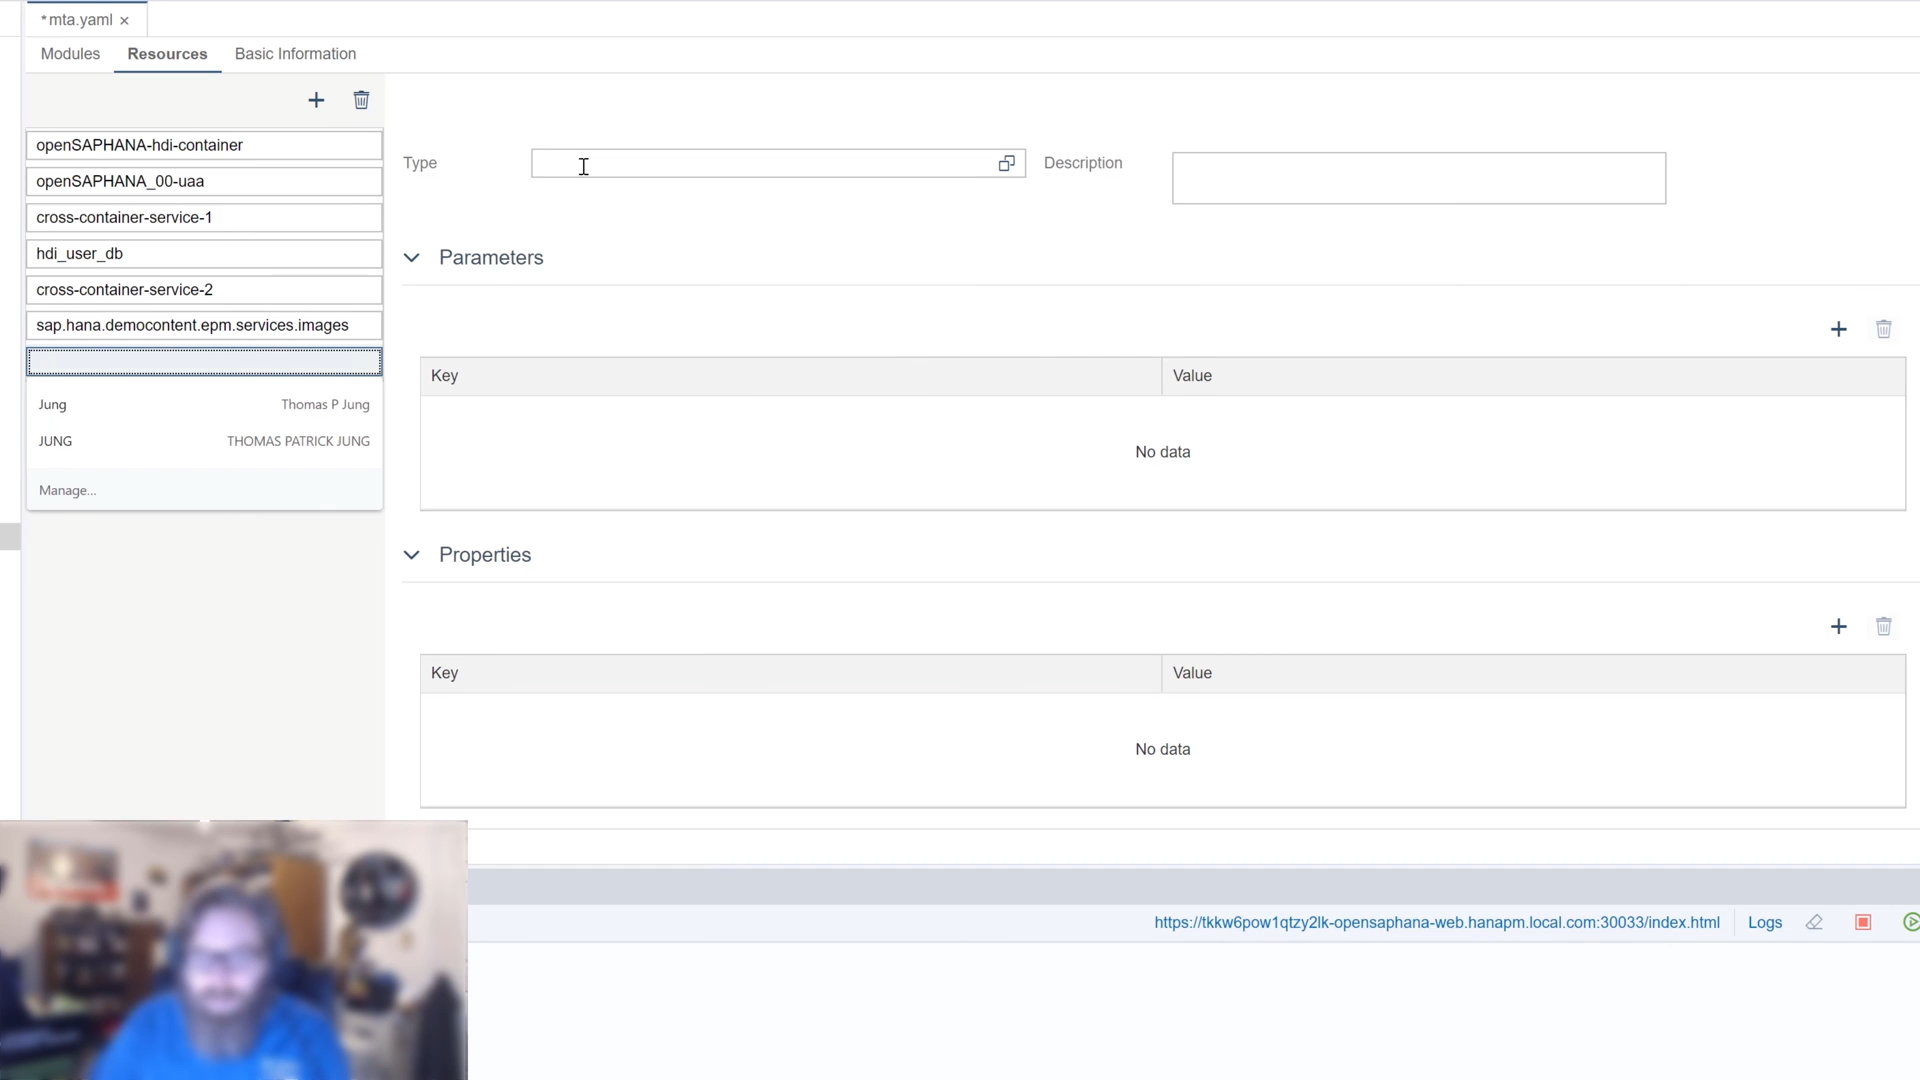 *mta.yaml ×
Modules Resources Basic Information
openSAPHANA-hdi-container
openSAPHANA_00-uaa
cross-container-service-1
hdi_user_db
cross-container-service-2
sap.hana.democontent.epm.services.images
Jung Thomas P Jung
JUNG THOMAS PATRICK JUNG
Manage...
Type
Description
Parameters
Key Value
No data
Properties
Key Value
No data
https://tkkw6pow1qtzy2lk-opensaphana-web.hanapm.local.com:30033/index.html Logs